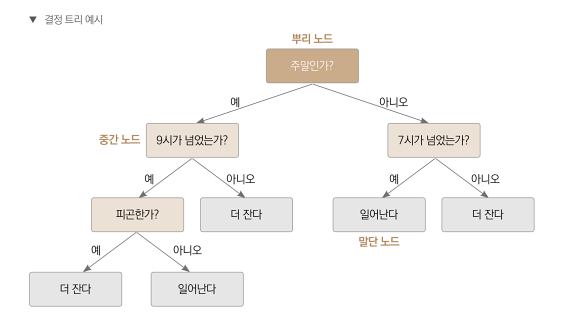 ▼ 결정 트리 예시
뿌리 노드
주말인가?
예
아니오
중간 노드
9시가 넘었는가?
7시가 넘었는가?
예
아니오
예
아니오
피곤한가?
더 잔다
일어난다
더 잔다
말단 노드
예
아니오
더 잔다
일어난다